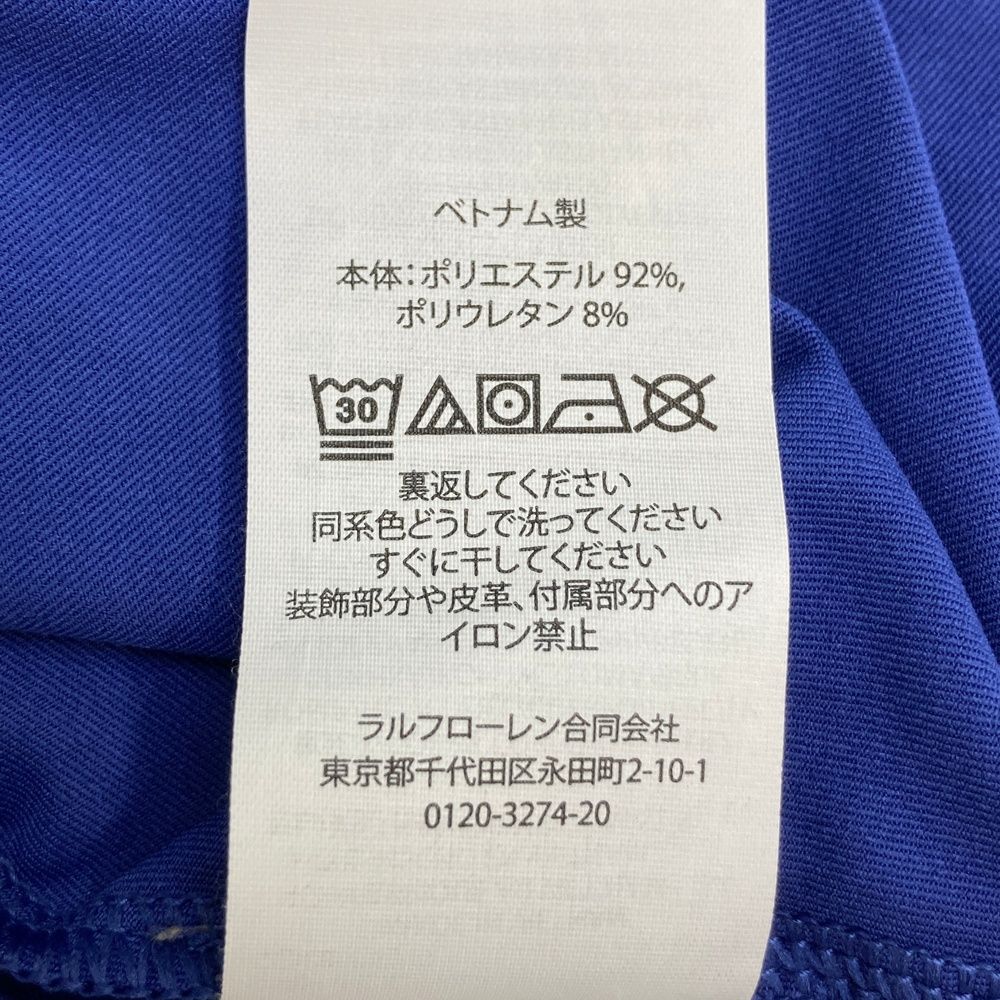 ベトナム製
本体：ポリエステル 92%,
ポリウレタン 8%
30
裏返してください
同系色どうしで洗ってください
すぐに干してください
装飾部分や皮革、付属部分へのア
イロン禁止
ラルフローレン合同会社
東京都千代田区永田町2-10-1
0120-3274-20